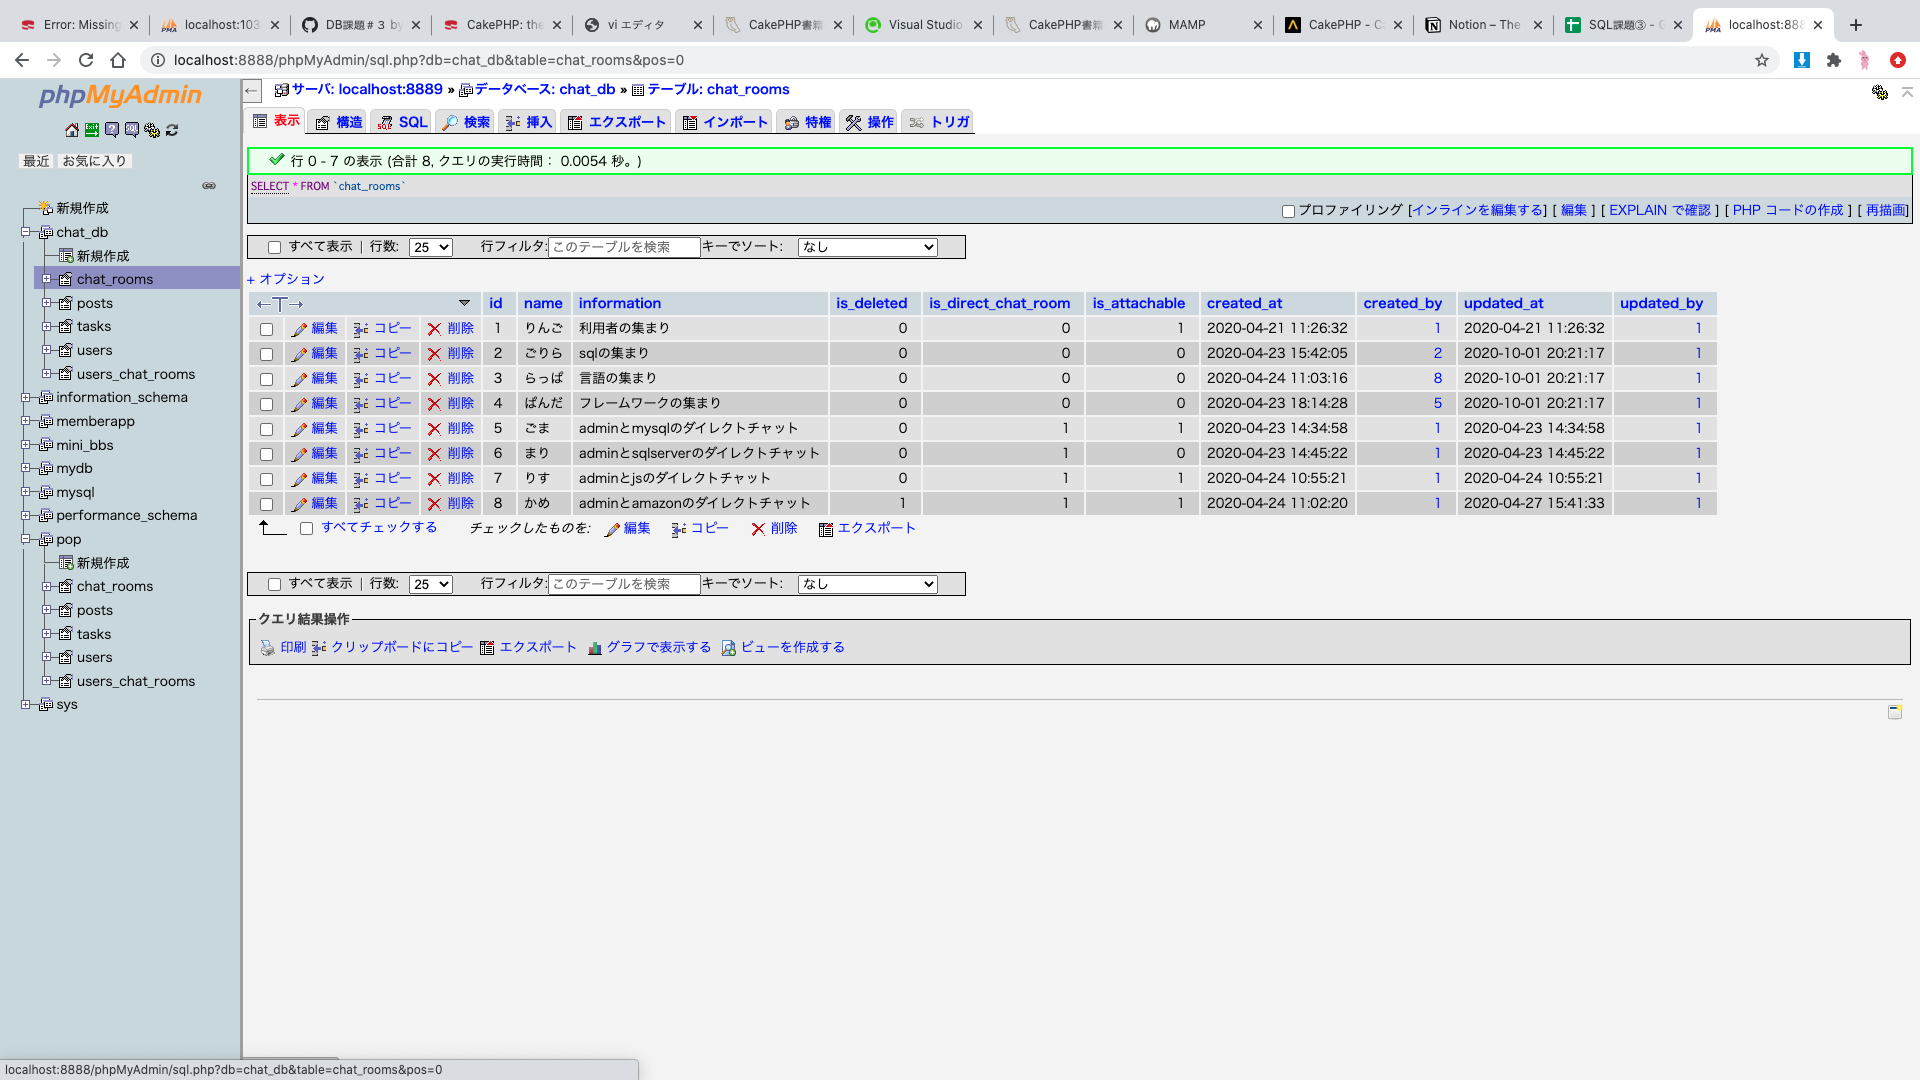 Error: Missing
localhost:103
DB課題＃3 by
CakePHP: the
vi エディタ
CakePHP書籍
Visual Studio
CakePHP書籍
MAMP
CakePHP - C
Notion – The
SQL課題③ - G
localhost:888
localhost:8888/phpMyAdmin/sql.php?db=chat_db&table=chat_rooms&pos=0
phpMyAdmin
最近 お気に入り
新規作成
chat_db
新規作成
chat_rooms
posts
tasks
users
users_chat_rooms
information_schema
memberapp
mini_bbs
mydb
mysql
performance_schema
pop
新規作成
chat_rooms
posts
tasks
users
users_chat_rooms
sys
サーバ: localhost:8889 » データベース: chat_db » テーブル: chat_rooms
表示 構造 SQL 検索 挿入 エクスポート インポート 特権 操作 トリガ
行 0 - 7 の表示 (合計 8, クエリの実行時間： 0.0054 秒。)
SELECT * FROM `chat_rooms`
プロファイリング [インラインを編集する] [ 編集 ] [ EXPLAIN で確認 ] [ PHP コードの作成 ] [ 再描画]
すべて表示 | 行数: 25 行フィルタ: このテーブルを検索 キーでソート: なし
+ オプション
←T→ id name information is_deleted is_direct_chat_room is_attachable created_at created_by updated_at updated_by
編集 コピー 削除 1 りんご 利用者の集まり 0 0 1 2020-04-21 11:26:32 1 2020-04-21 11:26:32 1
編集 コピー 削除 2 ごりら sqlの集まり 0 0 0 2020-04-23 15:42:05 2 2020-10-01 20:21:17 1
編集 コピー 削除 3 らっぱ 言語の集まり 0 0 0 2020-04-24 11:03:16 8 2020-10-01 20:21:17 1
編集 コピー 削除 4 ぱんだ フレームワークの集まり 0 0 0 2020-04-23 18:14:28 5 2020-10-01 20:21:17 1
編集 コピー 削除 5 ごま adminとmysqlのダイレクトチャット 0 1 1 2020-04-23 14:34:58 1 2020-04-23 14:34:58 1
編集 コピー 削除 6 まり adminとsqlserverのダイレクトチャット 0 1 0 2020-04-23 14:45:22 1 2020-04-23 14:45:22 1
編集 コピー 削除 7 りす adminとjsのダイレクトチャット 0 1 1 2020-04-24 10:55:21 1 2020-04-24 10:55:21 1
編集 コピー 削除 8 かめ adminとamazonのダイレクトチャット 1 1 1 2020-04-24 11:02:20 1 2020-04-27 15:41:33 1
すべてチェックする チェックしたものを: 編集 コピー 削除 エクスポート
すべて表示 | 行数: 25 行フィルタ: このテーブルを検索 キーでソート: なし
クエリ結果操作
印刷 クリップボードにコピー エクスポート グラフで表示する ビューを作成する
localhost:8888/phpMyAdmin/sql.php?db=chat_db&table=chat_rooms&pos=0